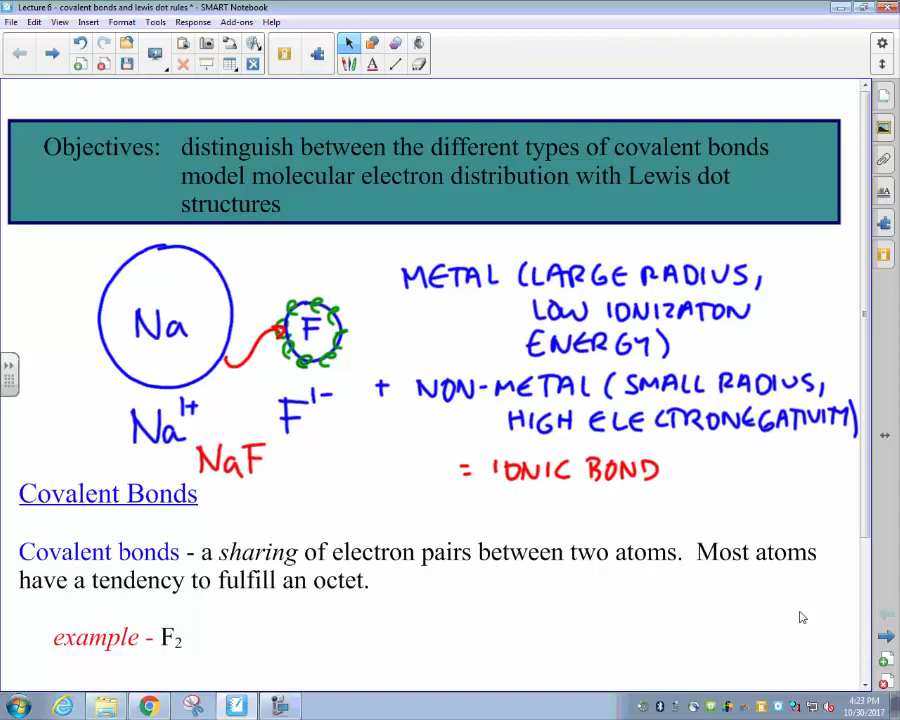 Lecture 6 - covalent bonds and lewis dot rules * - SMART Notebook
File Edit View Insert Format Tools Response Add-ons Help
Objectives: distinguish between the different types of covalent bonds
model molecular electron distribution with Lewis dot
structures
Na
F
METAL (LARGE RADIUS,
LOW IONIZATON
ENERGY)
Na1+
F1-
+ NON-METAL (SMALL RADIUS,
HIGH ELECTRONEGATIVITY)
NaF
= IONIC BOND
Covalent Bonds
Covalent bonds - a sharing of electron pairs between two atoms. Most atoms
have a tendency to fulfill an octet.
example - F2
4:23 PM
10/30/2017